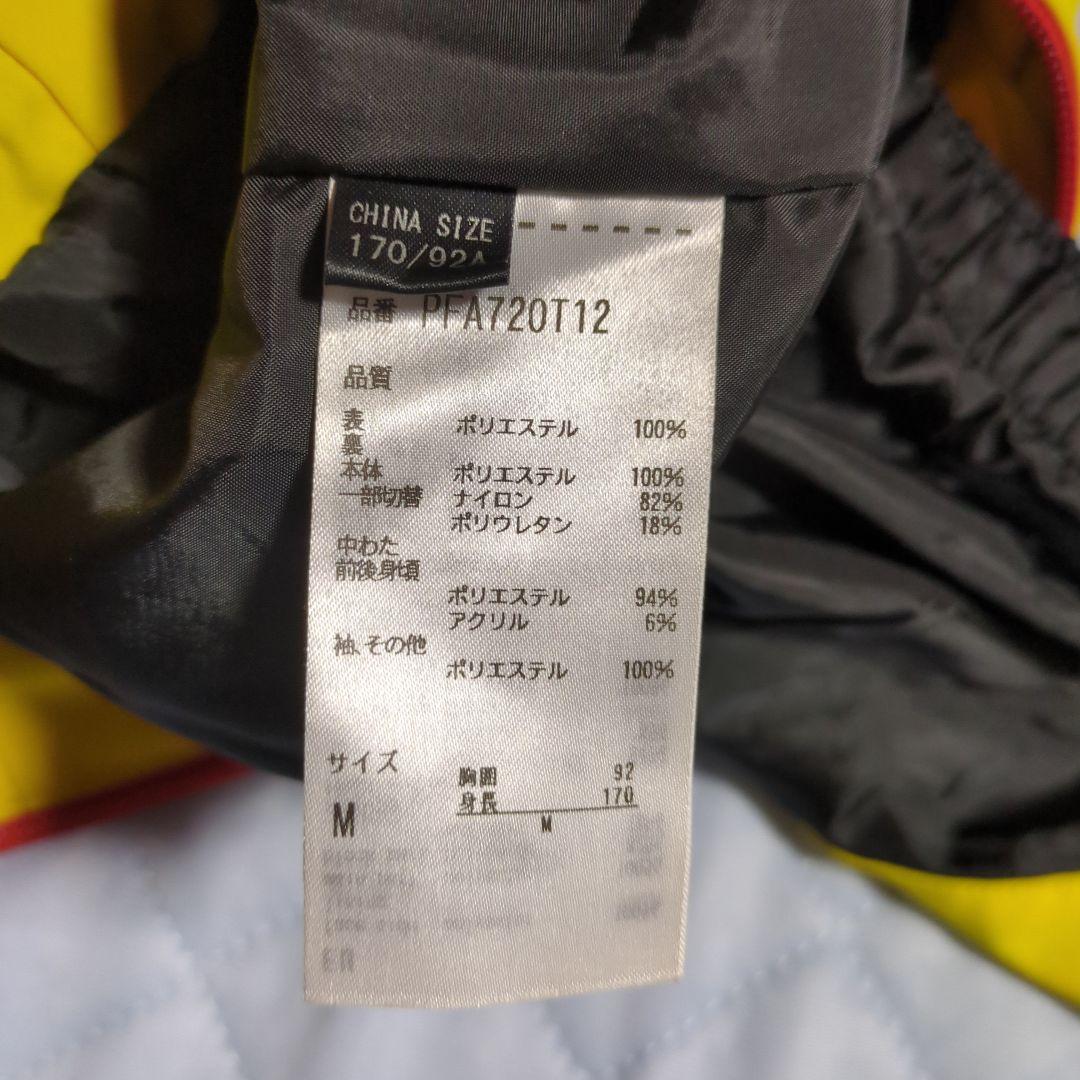 CHINA SIZE
170/92A
品番 PFA720T12
品質
表 ポリエステル 100%
裏
本体 ポリエステル 100%
一部切替 ナイロン 82%
ポリウレタン 18%
中わた
前後身頃
ポリエステル 94%
アクリル 6%
袖、その他
ポリエステル 100%
サイズ
M
胸囲 92
身長 170
M